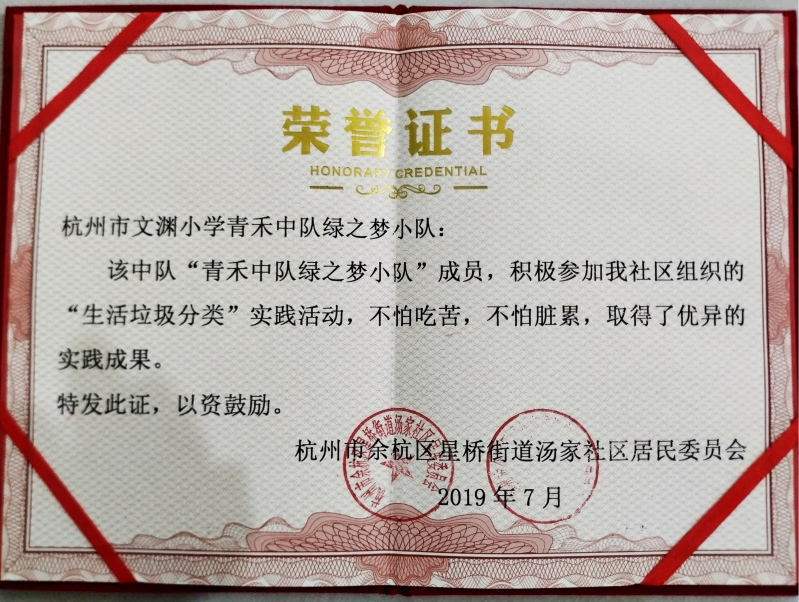 荣誉证书
HONORARY CREDENTIAL
杭州市文渊小学青禾中队绿之梦小队：
该中队“青禾中队绿之梦小队”成员，积极参加我社区组织的
“生活垃圾分类”实践活动，不怕吃苦，不怕脏累，取得了优异的
实践成果。
特发此证，以资鼓励。
杭州市余杭区星桥街道汤家社区居民委员会
2019 年 7 月